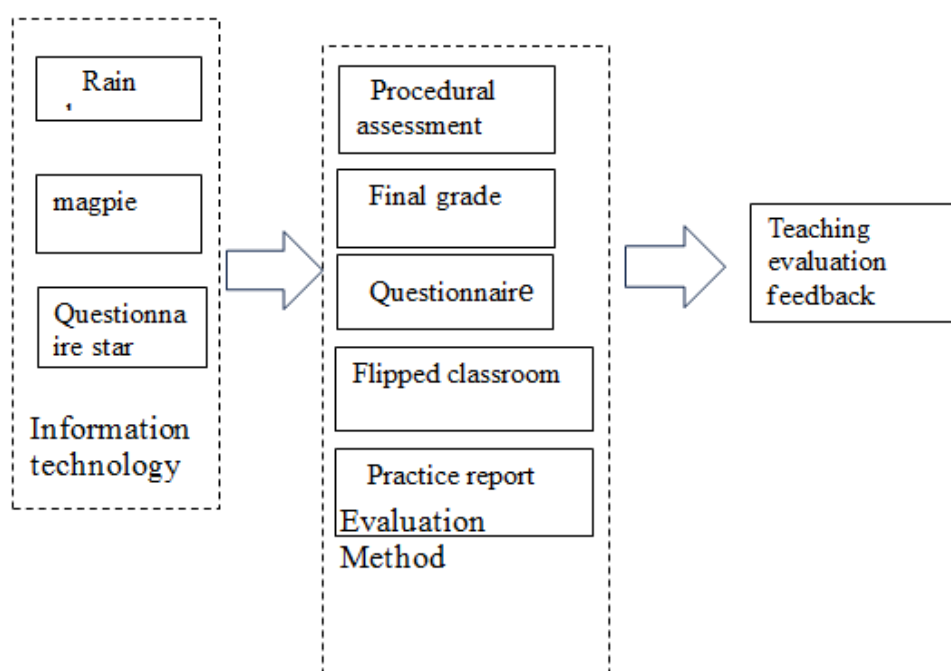 Rain
magpie
Questionna
ire star
Information
technology
Procedural
assessment
Final grade
Questionnaire
Flipped classroom
Practice report
Evaluation
Method
Teaching
evaluation
feedback